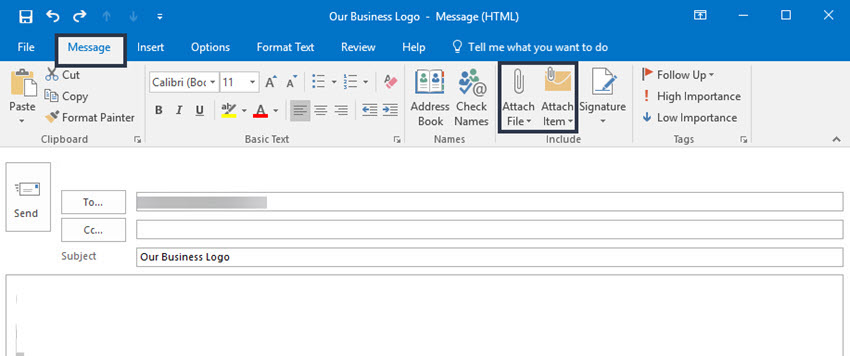 Our Business Logo - Message (HTML)
File Message Insert Options Format Text Review Help Tell me what you want to do
Paste
Cut
Copy
Format Painter
Clipboard
Calibri (Boc 11
B I U
Basic Text
Address Book
Check Names
Names
Attach File
Attach Item
Signature
Include
Follow Up
High Importance
Low Importance
Tags
Send
To...
Cc...
Subject Our Business Logo